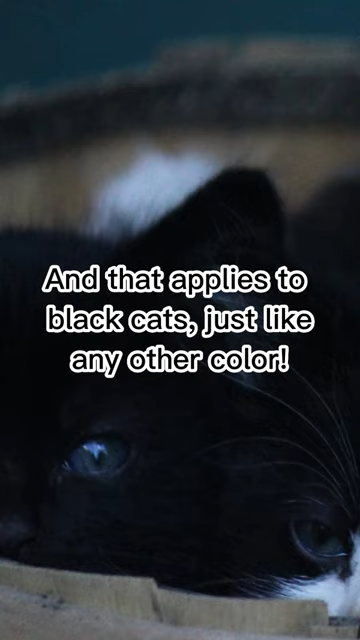 And that applies to
black cats, just like
any other color!